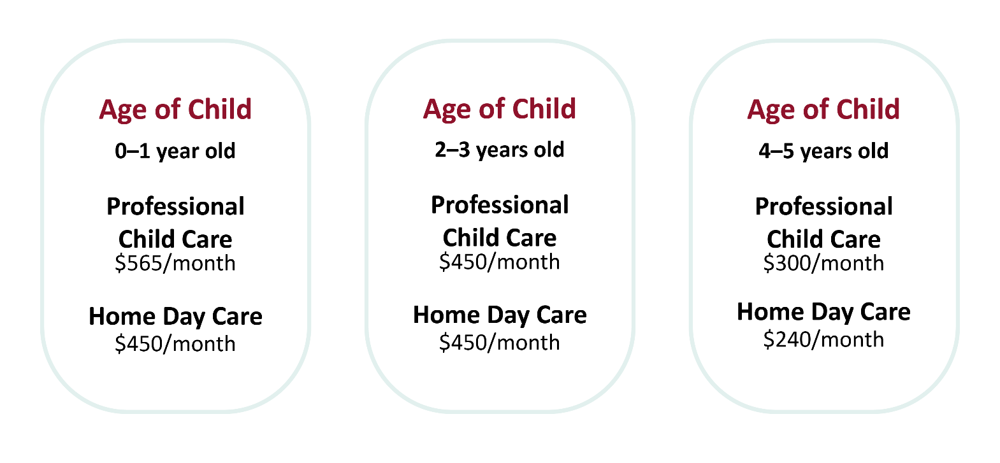 Age of Child
0–1 year old
Professional
Child Care
$565/month
Home Day Care
$450/month
Age of Child
2–3 years old
Professional
Child Care
$450/month
Home Day Care
$450/month
Age of Child
4–5 years old
Professional
Child Care
$300/month
Home Day Care
$240/month